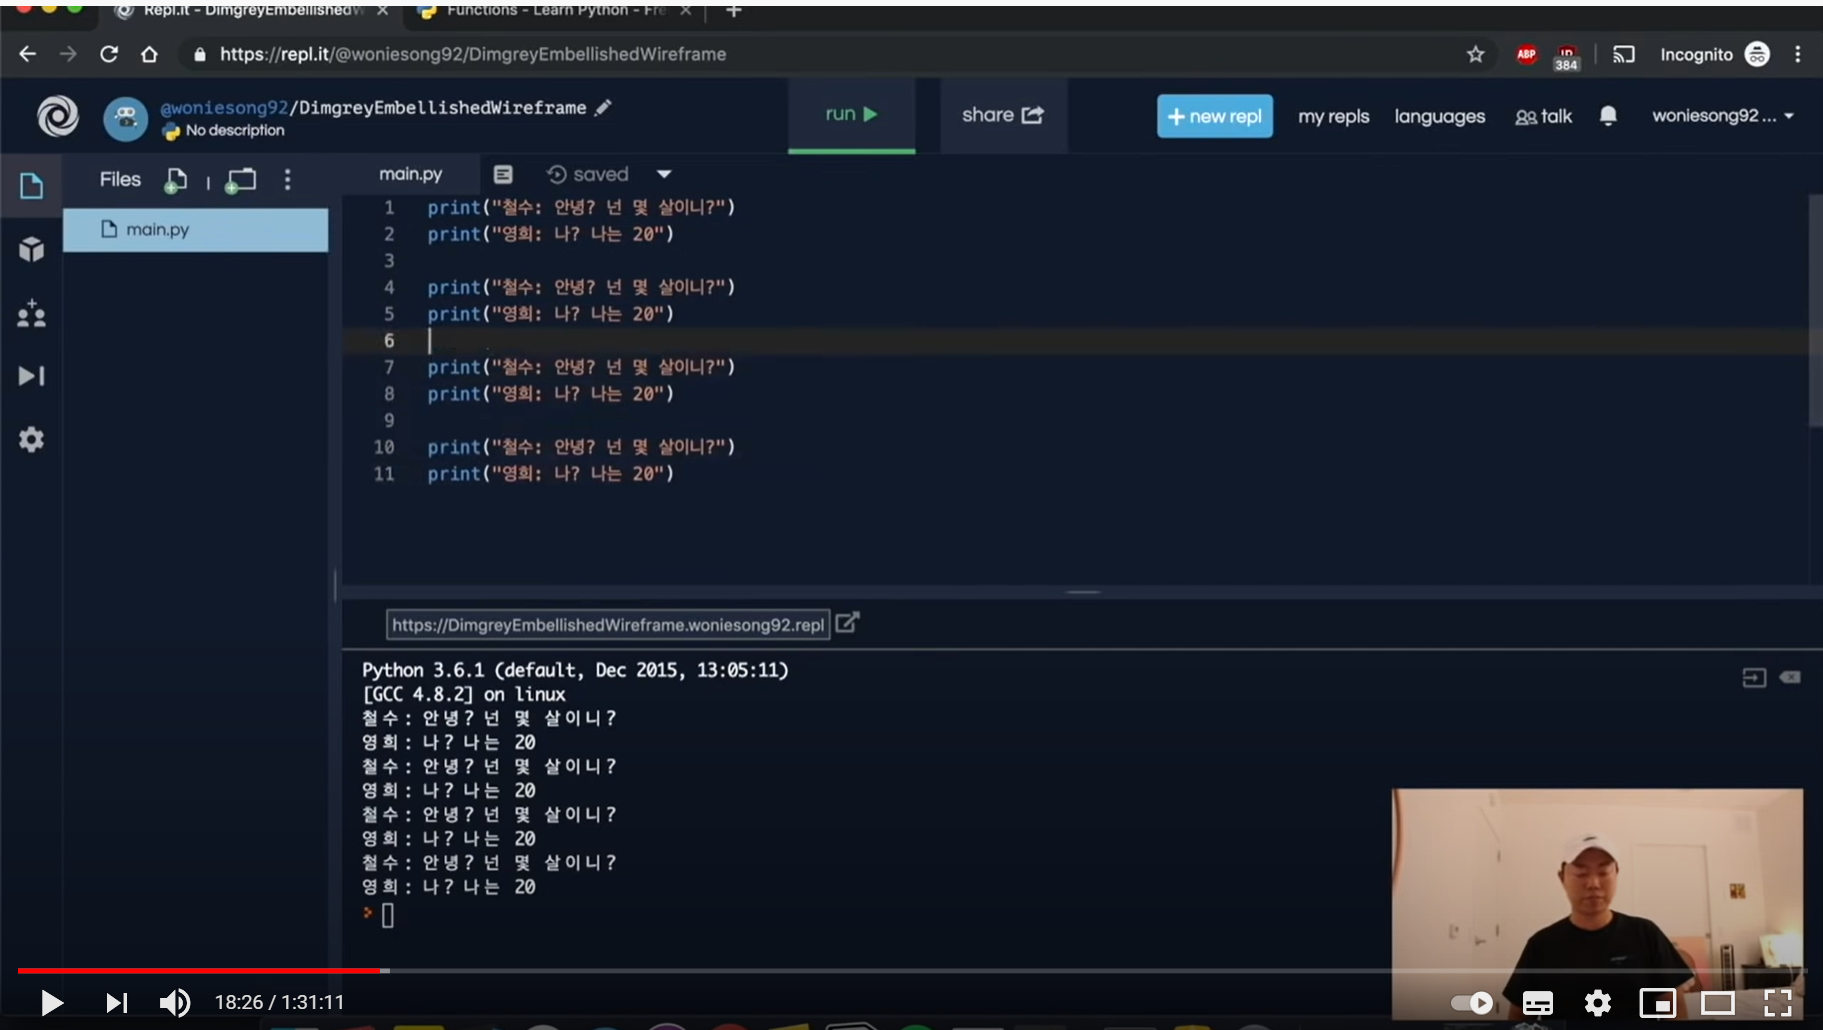 Repl.it - DimgreyEmbellishedW
Functions - Learn Python - Fre
https://repl.it/@woniesong92/DimgreyEmbellishedWireframe
ABP
384
Incognito
@woniesong92/DimgreyEmbellishedWireframe
No description
run
share
+ new repl
my repls
languages
talk
woniesong92...
Files
main.py
saved
main.py
1 print("철수: 안녕? 넌 몇 살이니?")
2 print("영희: 나? 나는 20")
3
4 print("철수: 안녕? 넌 몇 살이니?")
5 print("영희: 나? 나는 20")
6
7 print("철수: 안녕? 넌 몇 살이니?")
8 print("영희: 나? 나는 20")
9
10 print("철수: 안녕? 넌 몇 살이니?")
11 print("영희: 나? 나는 20")
https://DimgreyEmbellishedWireframe.woniesong92.repl
Python 3.6.1 (default, Dec 2015, 13:05:11)
[GCC 4.8.2] on linux
철수: 안녕? 넌 몇 살이니?
영희: 나? 나는 20
철수: 안녕? 넌 몇 살이니?
영희: 나? 나는 20
철수: 안녕? 넌 몇 살이니?
영희: 나? 나는 20
철수: 안녕? 넌 몇 살이니?
영희: 나? 나는 20
18:26 / 1:31:11